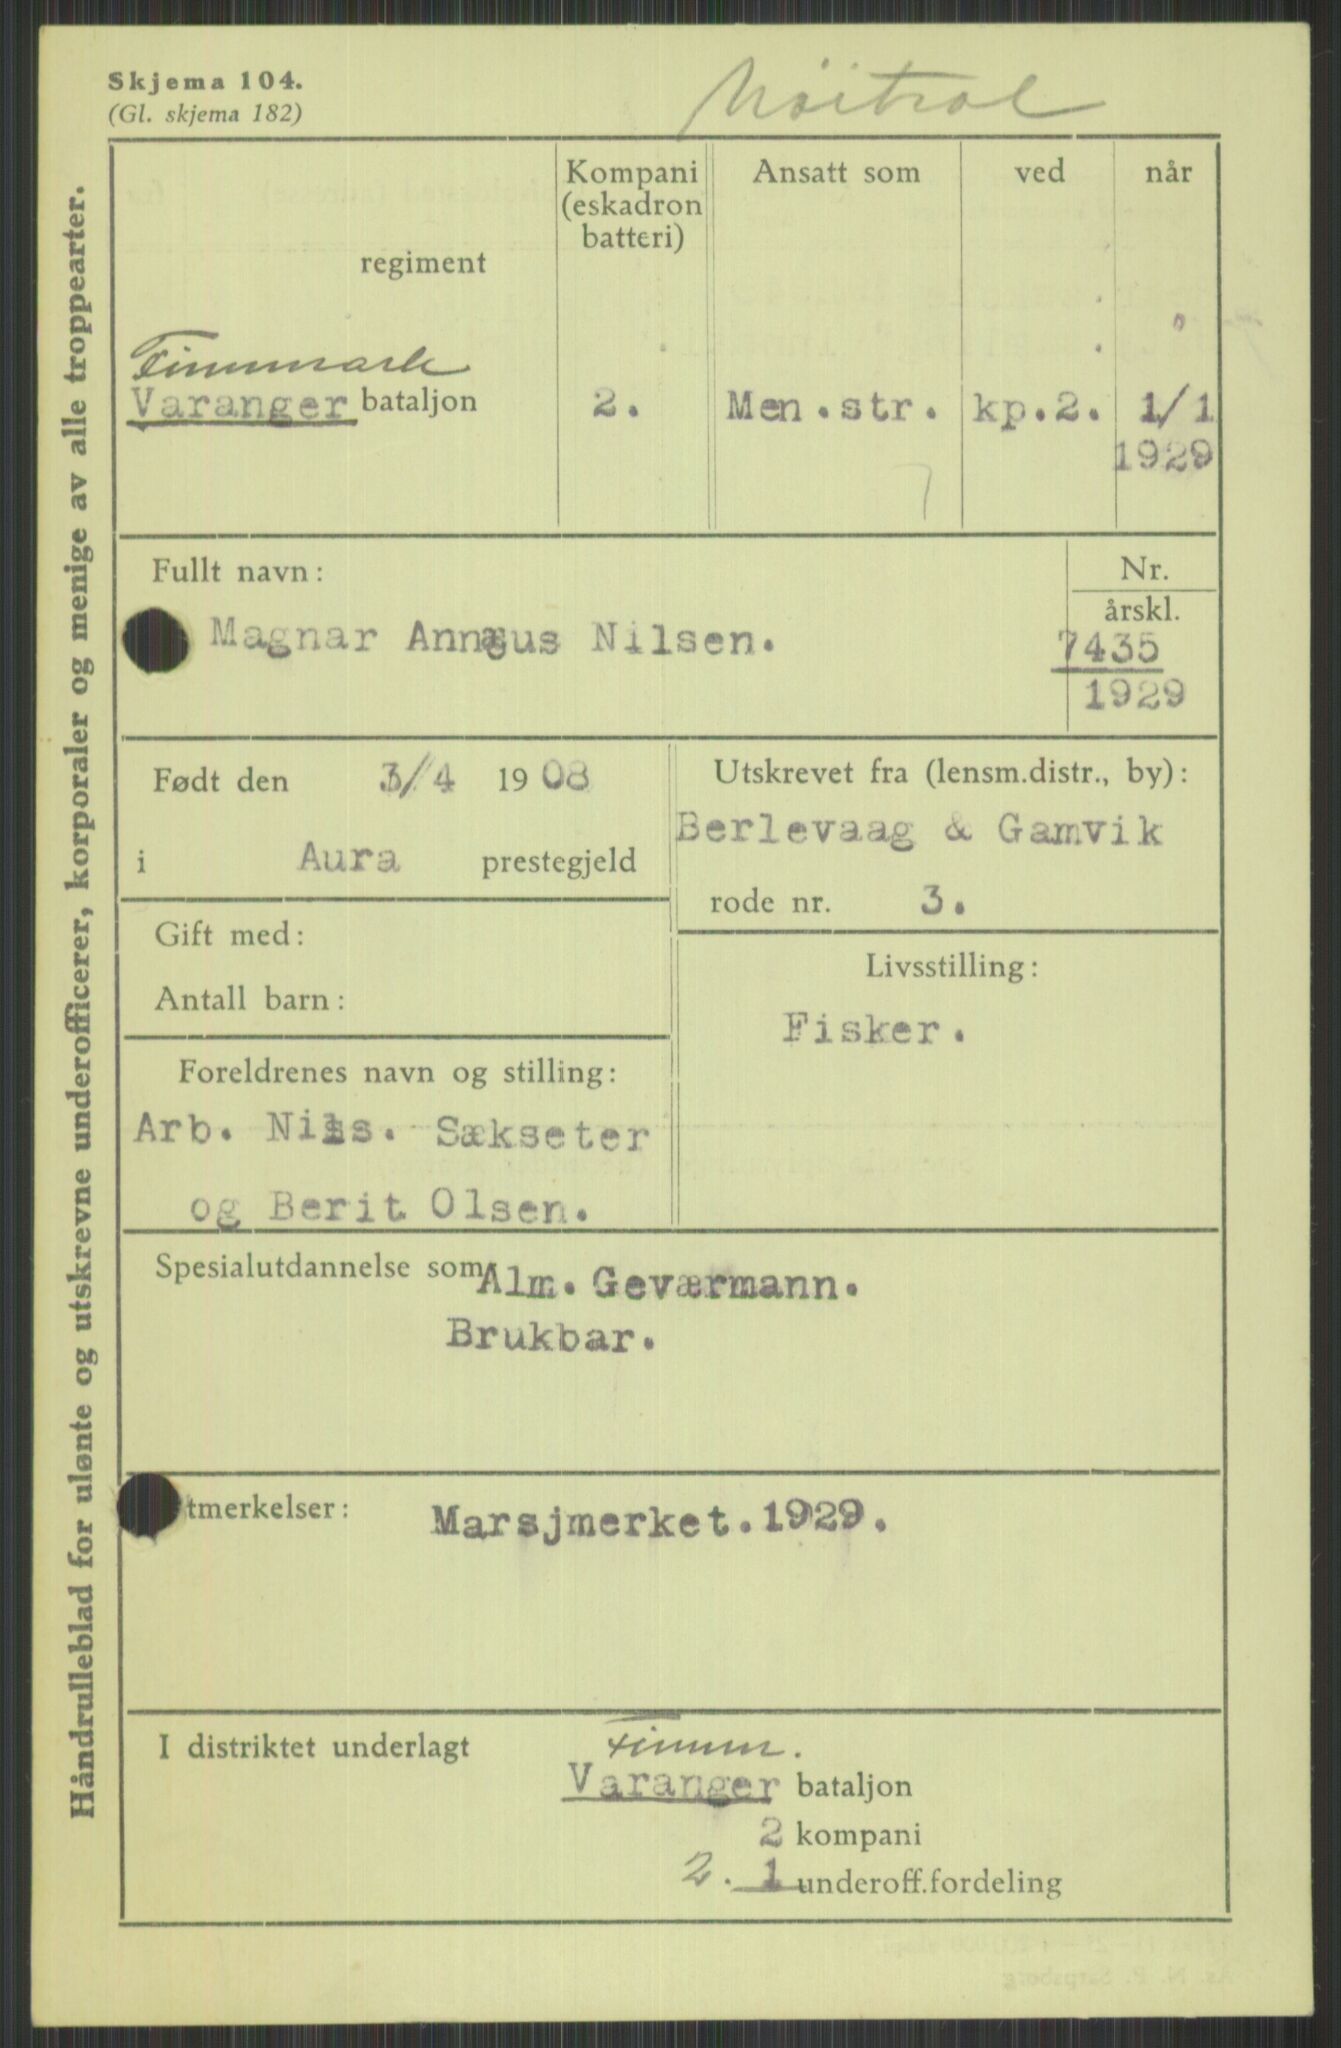 Skjema 104.
(Gl. skjema 182)
Nöitral
Håndrulleblad for ulønte og utskrevne underofficerer, korporaler og menige av alle troppearter.
Kompani (eskadron batteri)
Ansatt som
ved
når
regiment
Finnmark
Varanger bataljon 2. Men.str. kp.2. 1/1
1929
Fullt navn:
Nr.
årskl.
Magnar Annæus Nilsen.
7435
1929
Født den 3/4 1908
i Aura prestegjeld
Utskrevet fra (lensm.distr., by):
Berlevaag & Gamvik
rode nr. 3.
Gift med:
Antall barn:
Livsstilling:
Fisker.
Foreldrenes navn og stilling:
Arb. Nils. Sækseter
og Berit Olsen.
Spesialutdannelse som Alm. Geværmann.
Brukbar.
tmerkelser: Marsjmerket.1929.
I distriktet underlagt
Finnm.
Varanger bataljon
2 kompani
2. 1 underoff.fordeling